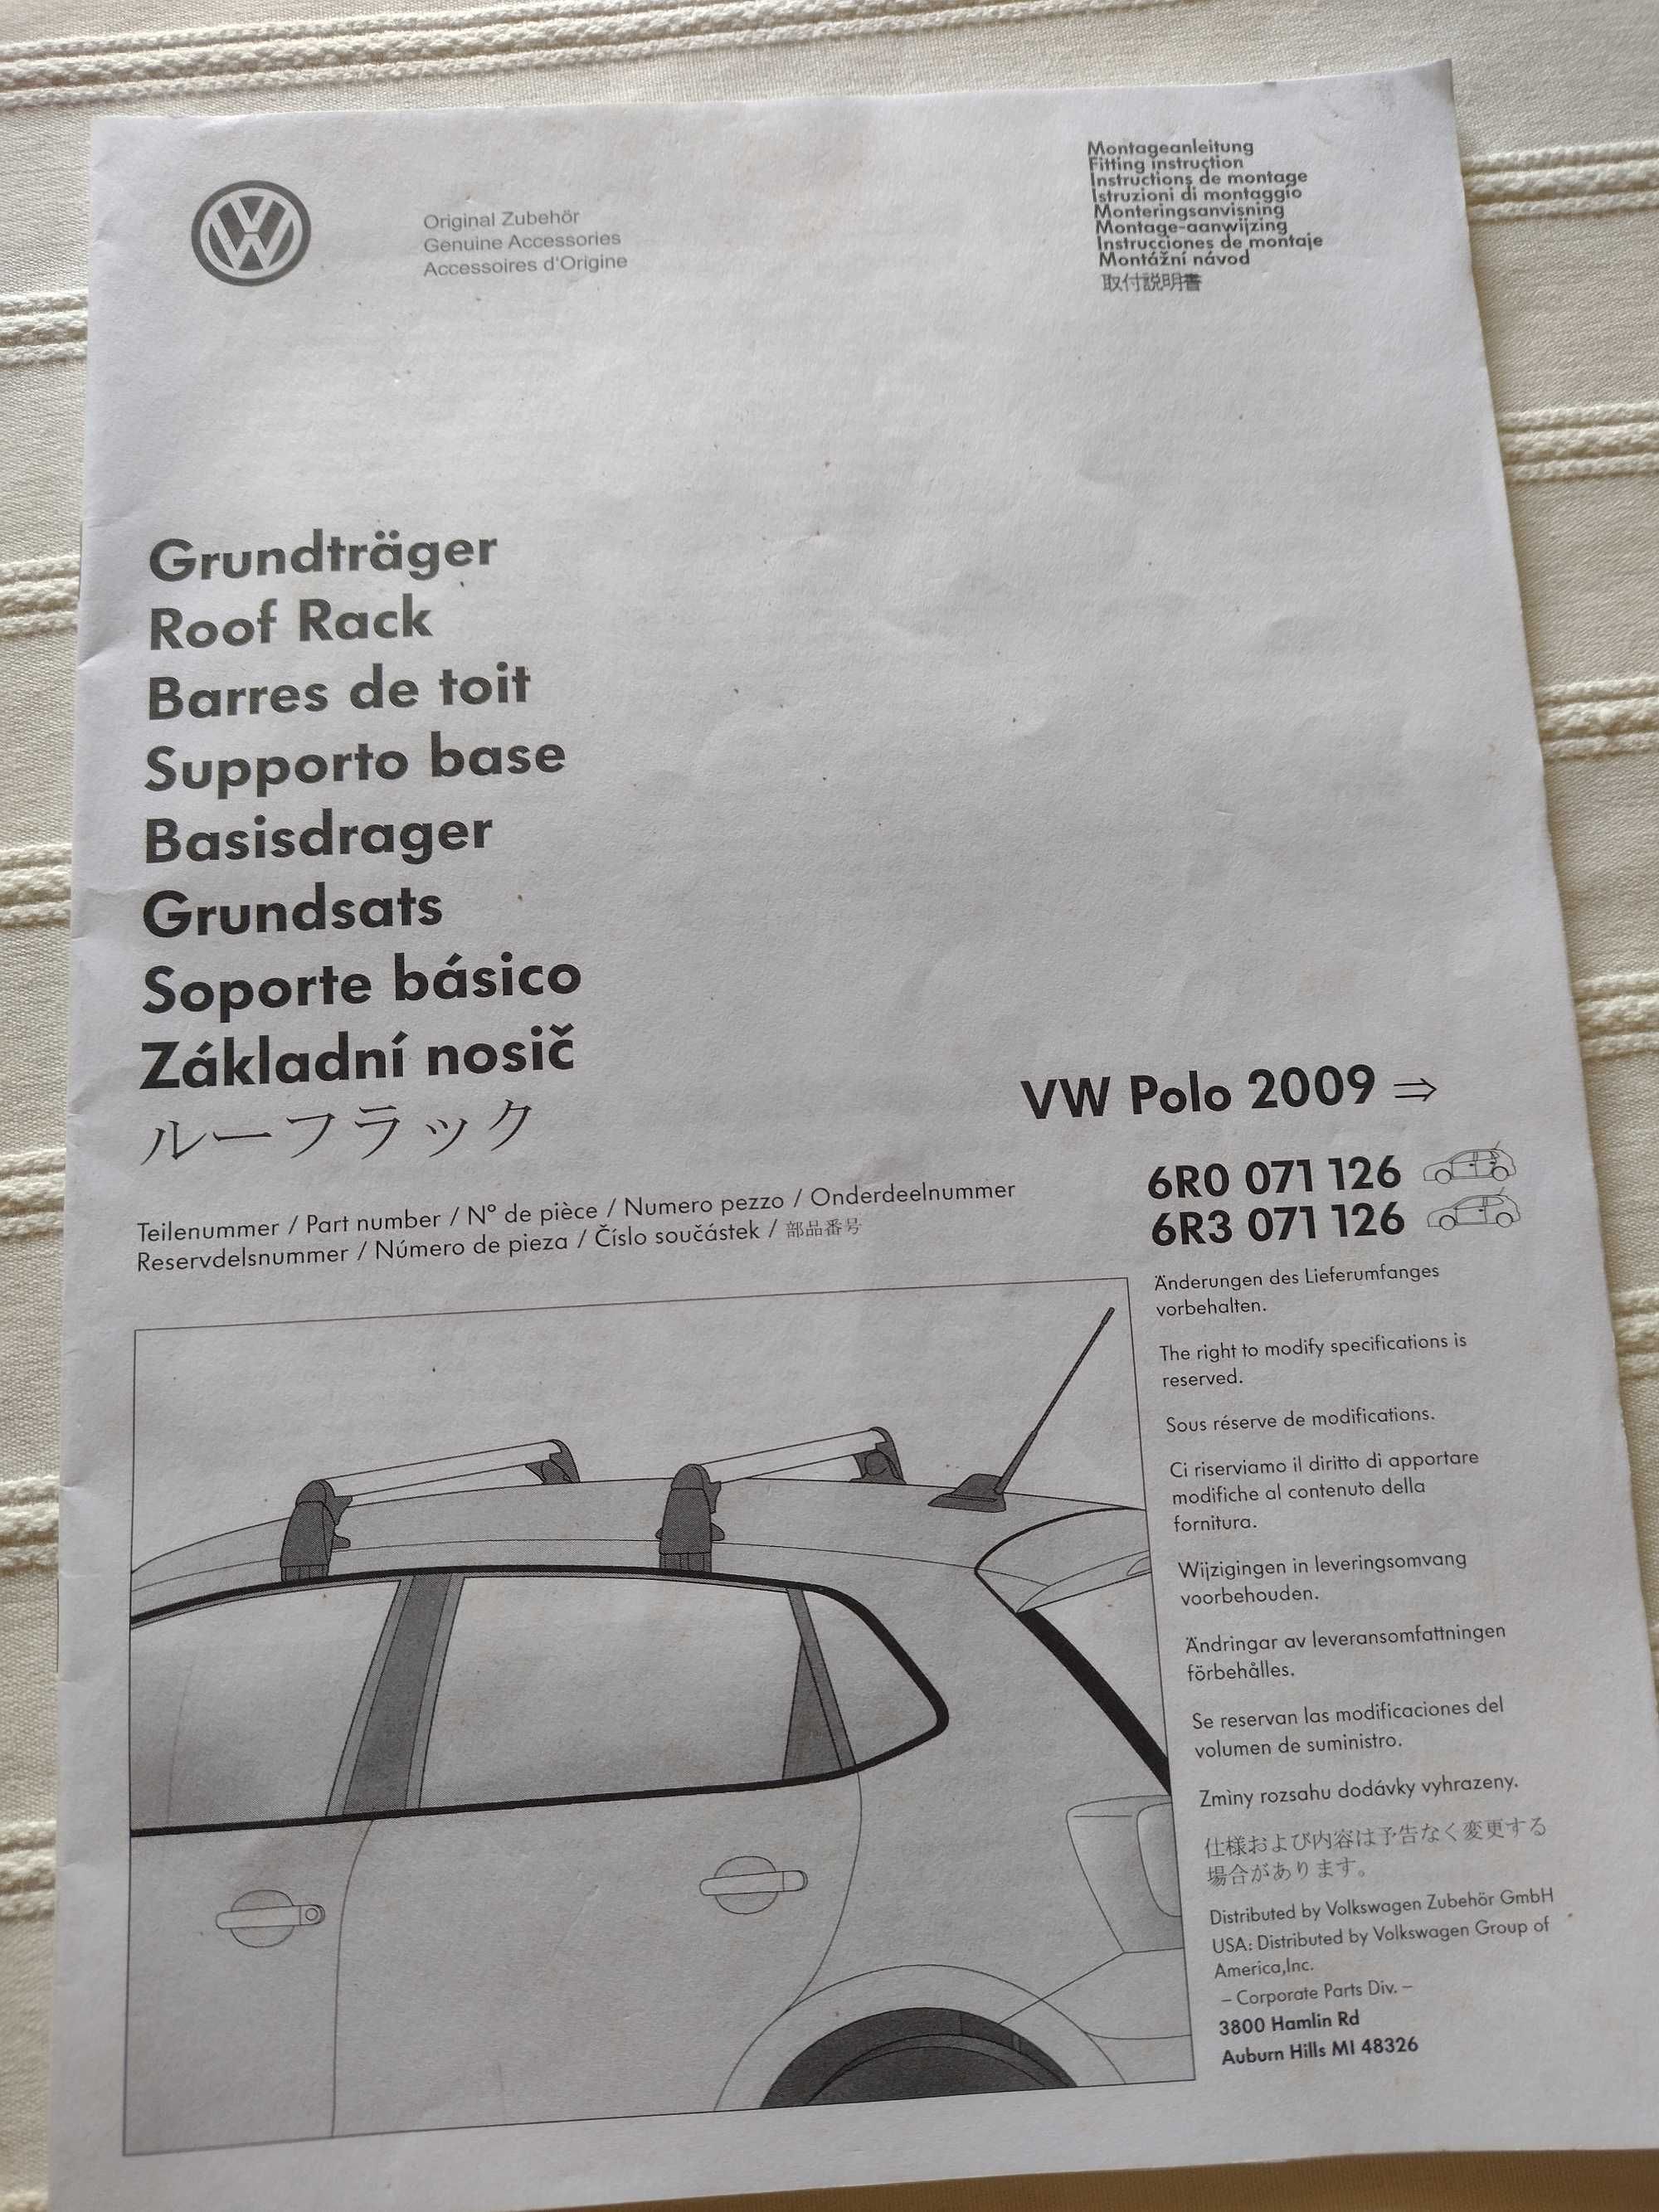 Original Zubehör
Genuine Accessories
Accessoires d'Origine
Montageanleitung
Fitting instruction
Instructions de montage
Istruzioni di montaggio
Monteringsanvisning
Montage-aanwijzing
Instrucciones de montaje
Montážní návod
取付説明書
Grundträger
Roof Rack
Barres de toit
Supporto base
Basisdrager
Grundsats
Soporte básico
Základní nosič
ルーフラック
VW Polo 2009 ⇒
6R0 071 126
6R3 071 126
Teilenummer / Part number / N° de pièce / Numero pezzo / Onderdeelnummer
Reservdelsnummer / Número de pieza / Číslo součástek / 部品番号
Änderungen des Lieferumfanges
vorbehalten.
The right to modify specifications is
reserved.
Sous réserve de modifications.
Ci riserviamo il diritto di apportare
modifiche al contenuto della
fornitura.
Wijzigingen in leveringsomvang
voorbehouden.
Ändringar av leveransomfattningen
förbehålles.
Se reservan las modificaciones del
volumen de suministro.
Zmìny rozsahu dodávky vyhrazeny.
仕様および内容は予告なく変更する
場合があります。
Distributed by Volkswagen Zubehör GmbH
USA: Distributed by Volkswagen Group of
America,Inc.
– Corporate Parts Div. –
3800 Hamlin Rd
Auburn Hills MI 48326